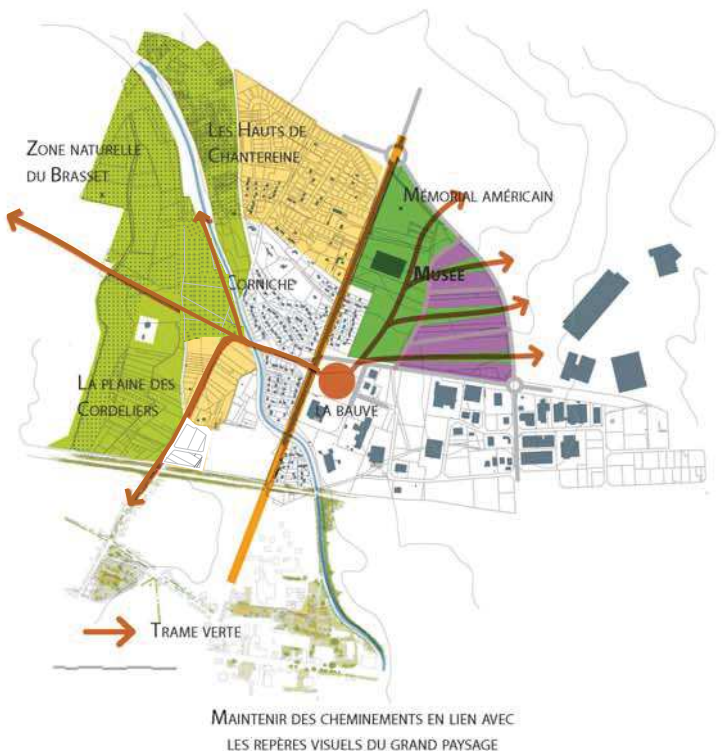 LES HAUTS DE
CHANTEREINE
ZONE NATURELLE
DU BRASSET
MÉMORIAL AMÉRICAIN
MUSÉE
CORNICHE
LA PLAINE DES
CORDELIERS
LA BAUVE
TRAME VERTE
MAINTENIR DES CHEMINEMENTS EN LIEN AVEC
LES REPÈRES VISUELS DU GRAND PAYSAGE